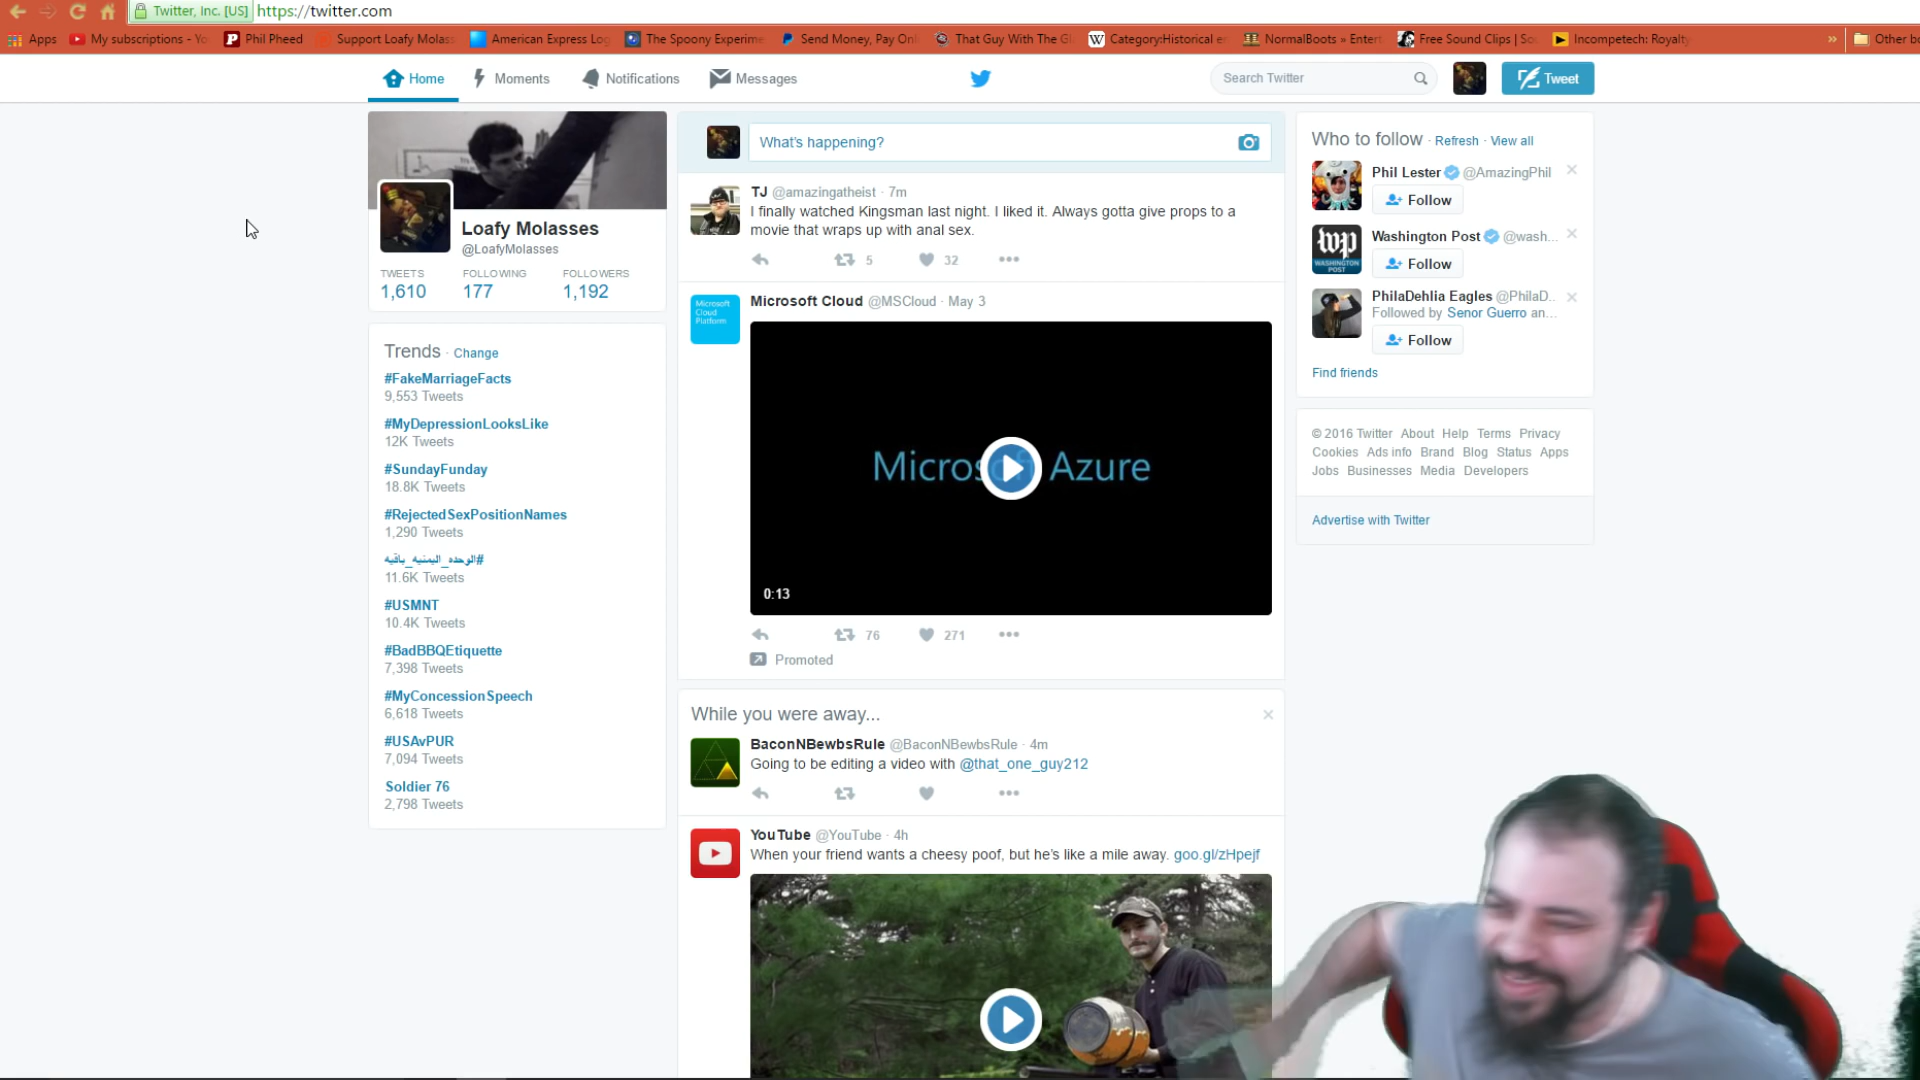 Twitter, Inc. [US] https://twitter.com
Apps My subscriptions - Yo Phil Pheed Support Loafy Molass American Express Log The Spoony Experime Send Money, Pay Onl That Guy With The Gl Category:Historical e NormalBoots » Entert Free Sound Clips | So Incompetech: Royalty » Other bo
Home Moments Notifications Messages Search Twitter Tweet
Loafy Molasses
@LoafyMolasses
TWEETS FOLLOWING FOLLOWERS
1,610 177 1,192
Trends · Change
#FakeMarriageFacts
9,553 Tweets
#MyDepressionLooksLike
12K Tweets
#SundayFunday
18.8K Tweets
#RejectedSexPositionNames
1,290 Tweets
#الوحده_اليمنيه_باقيه
11.6K Tweets
#USMNT
10.4K Tweets
#BadBBQEtiquette
7,398 Tweets
#MyConcessionSpeech
6,618 Tweets
#USAvPUR
7,094 Tweets
Soldier 76
2,798 Tweets
What's happening?
TJ @amazingatheist · 7m
I finally watched Kingsman last night. I liked it. Always gotta give props to a
movie that wraps up with anal sex.
5 32
Microsoft Cloud @MSCloud · May 3
Microsoft
Cloud
Platform
Micros Azure
0:13
76 271
Promoted
While you were away...
BaconNBewbsRule @BaconNBewbsRule · 4m
Going to be editing a video with @that_one_guy212
YouTube @YouTube · 4h
When your friend wants a cheesy poof, but he's like a mile away. goo.gl/zHpejf
Who to follow · Refresh · View all
Phil Lester @AmazingPhil
Follow
wp
WASHINGTON
POST
Washington Post @wash...
Follow
PhilaDehlia Eagles @PhilaD..
Followed by Senor Guerro an...
Follow
Find friends
© 2016 Twitter About Help Terms Privacy
Cookies Ads info Brand Blog Status Apps
Jobs Businesses Media Developers
Advertise with Twitter